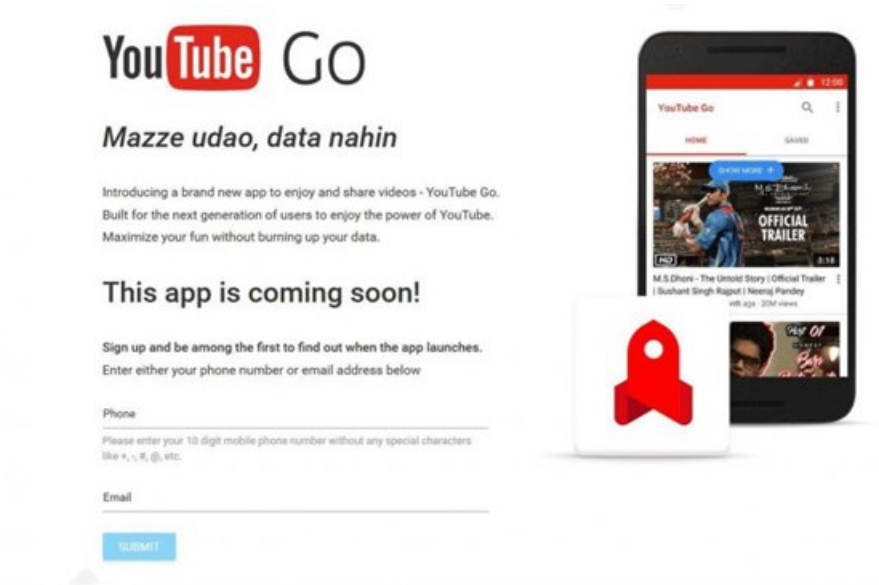 YouTube Go
Mazze udao, data nahin
Introducing a brand new app to enjoy and share videos - YouTube Go.
Built for the next generation of users to enjoy the power of YouTube.
Maximize your fun without burning up your data.
This app is coming soon!
Sign up and be among the first to find out when the app launches.
Enter either your phone number or email address below
Phone
Please enter your 10 digit mobile phone number without any special characters
like +, -, #, @, etc.
Email
SUBMIT
12:00
YouTube Go
HOME SAVED
SHOW MORE
M.S.Dhoni
OFFICIAL
TRAILER
HD 3:18
M.S.Dhoni - The Untold Story | Official Trailer
| Sushant Singh Rajput | Neeraj Pandey
ago · 20M views